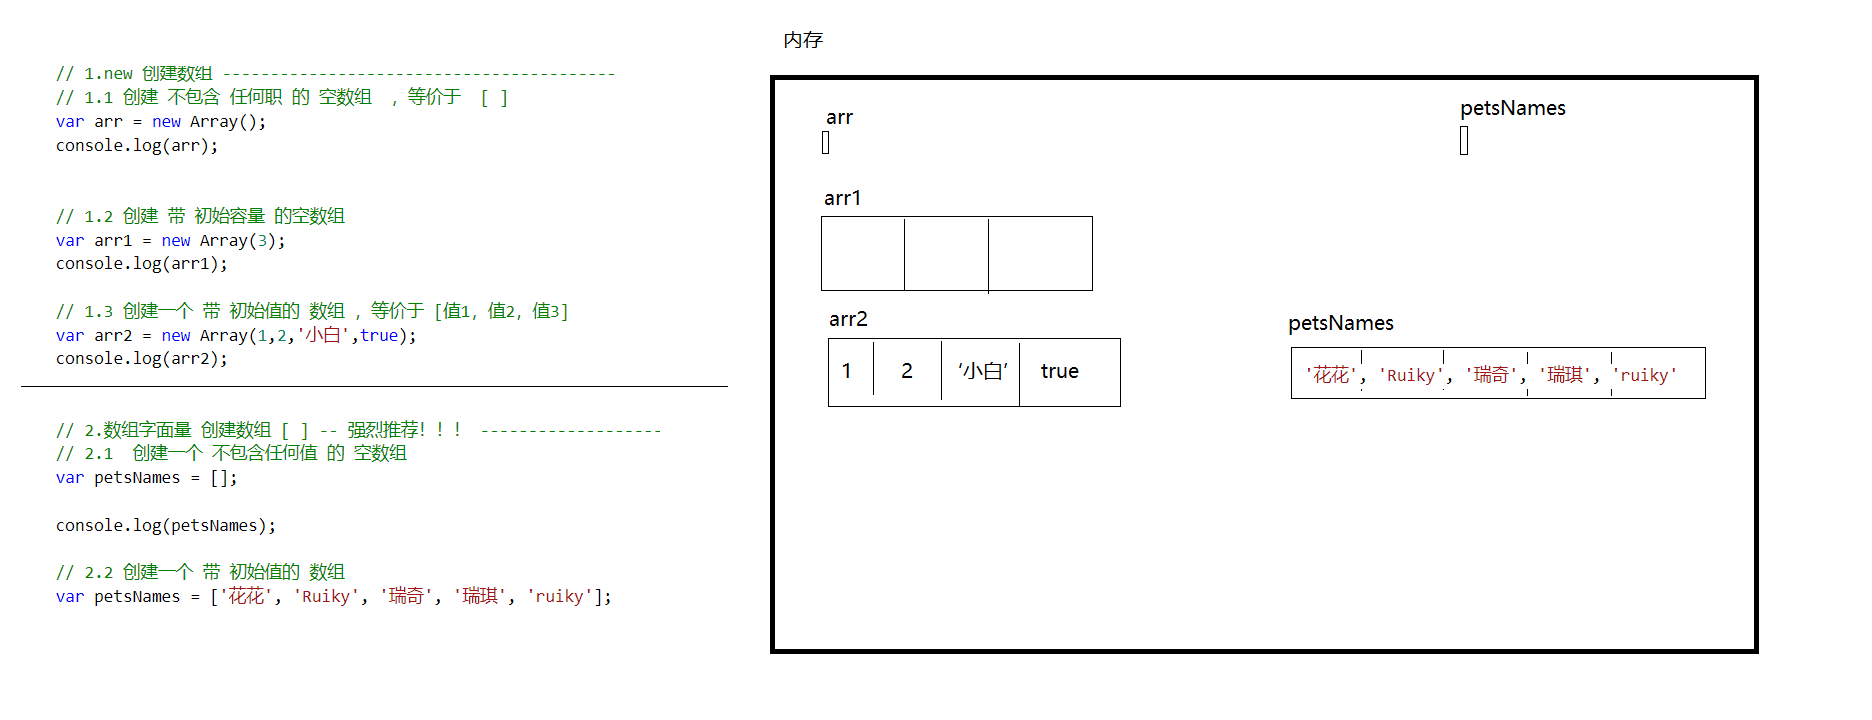 // 1.new 创建数组 -----------------------------------------
// 1.1 创建 不包含 任何职 的 空数组 , 等价于 [ ]
var arr = new Array();
console.log(arr);
// 1.2 创建 带 初始容量 的空数组
var arr1 = new Array(3);
console.log(arr1);
// 1.3 创建一个 带 初始值的 数组 , 等价于 [值1, 值2, 值3]
var arr2 = new Array(1,2,'小白',true);
console.log(arr2);
// 2.数组字面量 创建数组 [ ] -- 强烈推荐！！！ -------------------
// 2.1 创建一个 不包含任何值 的 空数组
var petsNames = [];
console.log(petsNames);
// 2.2 创建一个 带 初始值的 数组
var petsNames = ['花花', 'Ruiky', '瑞奇', '瑞琪', 'ruiky'];
内存
arr
petsNames
arr1
arr2
1 2 ‘小白’ true
petsNames
'花花', 'Ruiky', '瑞奇', '瑞琪', 'ruiky'